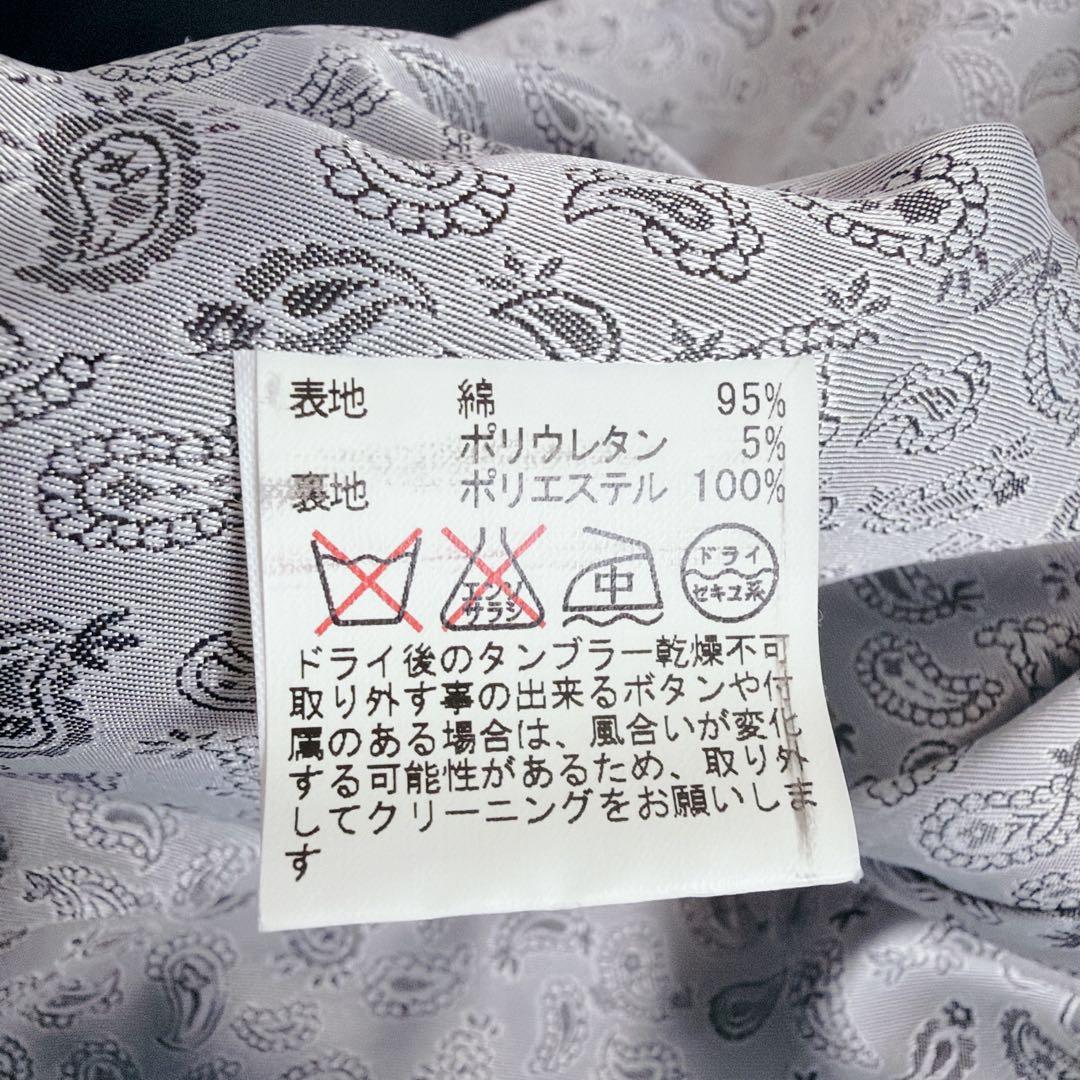 表地 綿 95%
ポリウレタン 5%
裏地 ポリエステル 100%
エンソ
サラシ
中
ドライ
セキユ系
ドライ後のタンブラー乾燥不可
取り外す事の出来るボタンや付
属のある場合は、風合いが変化
する可能性があるため、取り外
してクリーニングをお願いしま
す